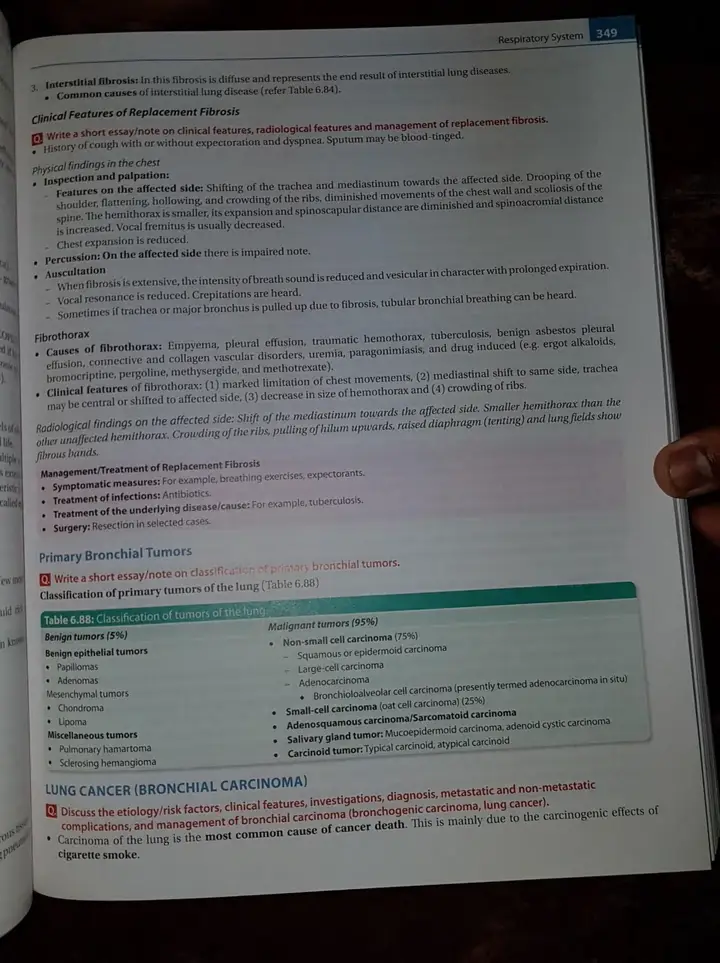 Respiratory System 349
3. Interstitial fibrosis: In this fibrosis is diffuse and represents the end result of interstitial lung diseases.
• Common causes of interstitial lung disease (refer Table 6.84).
Clinical Features of Replacement Fibrosis
Q. Write a short essay/note on clinical features, radiological features and management of replacement fibrosis.
• History of cough with or without expectoration and dyspnea. Sputum may be blood-tinged.
Physical findings in the chest
• Inspection and palpation:
– Features on the affected side: Shifting of the trachea and mediastinum towards the affected side. Drooping of the
shoulder, flattening, hollowing, and crowding of the ribs, diminished movements of the chest wall and scoliosis of the
spine. The hemithorax is smaller, its expansion and spinoscapular distance are diminished and spinoacromial distance
is increased. Vocal fremitus is usually decreased.
– Chest expansion is reduced.
• Percussion: On the affected side there is impaired note.
• Auscultation
– When fibrosis is extensive, the intensity of breath sound is reduced and vesicular in character with prolonged expiration.
– Vocal resonance is reduced. Crepitations are heard.
– Sometimes if trachea or major bronchus is pulled up due to fibrosis, tubular bronchial breathing can be heard.
Fibrothorax
• Causes of fibrothorax: Empyema, pleural effusion, traumatic hemothorax, tuberculosis, benign asbestos pleural
effusion, connective and collagen vascular disorders, uremia, paragonimiasis, and drug induced (e.g. ergot alkaloids,
bromocriptine, pergoline, methysergide, and methotrexate).
• Clinical features of fibrothorax: (1) marked limitation of chest movements, (2) mediastinal shift to same side, trachea
may be central or shifted to affected side, (3) decrease in size of hemothorax and (4) crowding of ribs.
Radiological findings on the affected side: Shift of the mediastinum towards the affected side. Smaller hemithorax than the
other unaffected hemithorax. Crowding of the ribs, pulling of hilum upwards, raised diaphragm (tenting) and lung fields show
fibrous bands.
Management/Treatment of Replacement Fibrosis
• Symptomatic measures: For example, breathing exercises, expectorants.
• Treatment of infections: Antibiotics.
• Treatment of the underlying disease/cause: For example, tuberculosis.
• Surgery: Resection in selected cases.
Primary Bronchial Tumors
Q. Write a short essay/note on classification of primary bronchial tumors.
Classification of primary tumors of the lung (Table 6.88)
Table 6.88: Classification of tumors of the lung.
Benign tumors (5%)
Benign epithelial tumors
• Papillomas
• Adenomas
Mesenchymal tumors
• Chondroma
• Lipoma
Miscellaneous tumors
• Pulmonary hamartoma
• Sclerosing hemangioma
Malignant tumors (95%)
• Non-small cell carcinoma (75%)
– Squamous or epidermoid carcinoma
– Large-cell carcinoma
– Adenocarcinoma
• Bronchioloalveolar cell carcinoma (presently termed adenocarcinoma in situ)
• Small-cell carcinoma (oat cell carcinoma) (25%)
• Adenosquamous carcinoma/Sarcomatoid carcinoma
• Salivary gland tumor: Mucoepidermoid carcinoma, adenoid cystic carcinoma
• Carcinoid tumor: Typical carcinoid, atypical carcinoid
LUNG CANCER (BRONCHIAL CARCINOMA)
Q. Discuss the etiology/risk factors, clinical features, investigations, diagnosis, metastatic and non-metastatic
complications, and management of bronchial carcinoma (bronchogenic carcinoma, lung cancer).
• Carcinoma of the lung is the most common cause of cancer death. This is mainly due to the carcinogenic effects of
cigarette smoke.